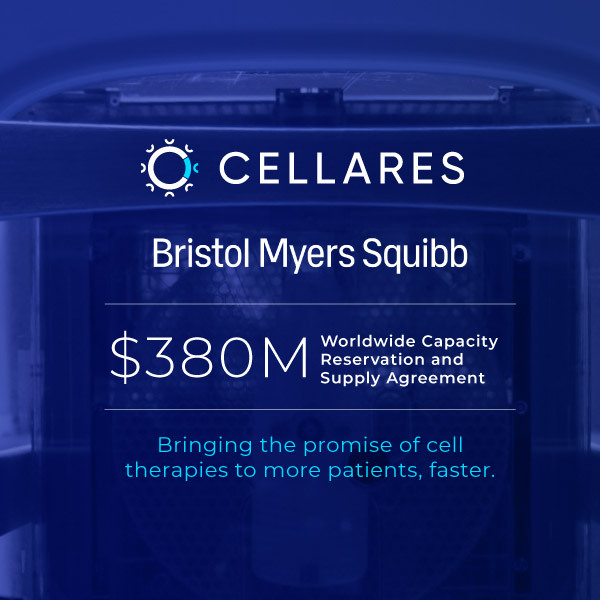 CELLARES
Bristol Myers Squibb
$380M
Worldwide Capacity
Reservation and
Supply Agreement
Bringing the promise of cell
therapies to more patients, faster.